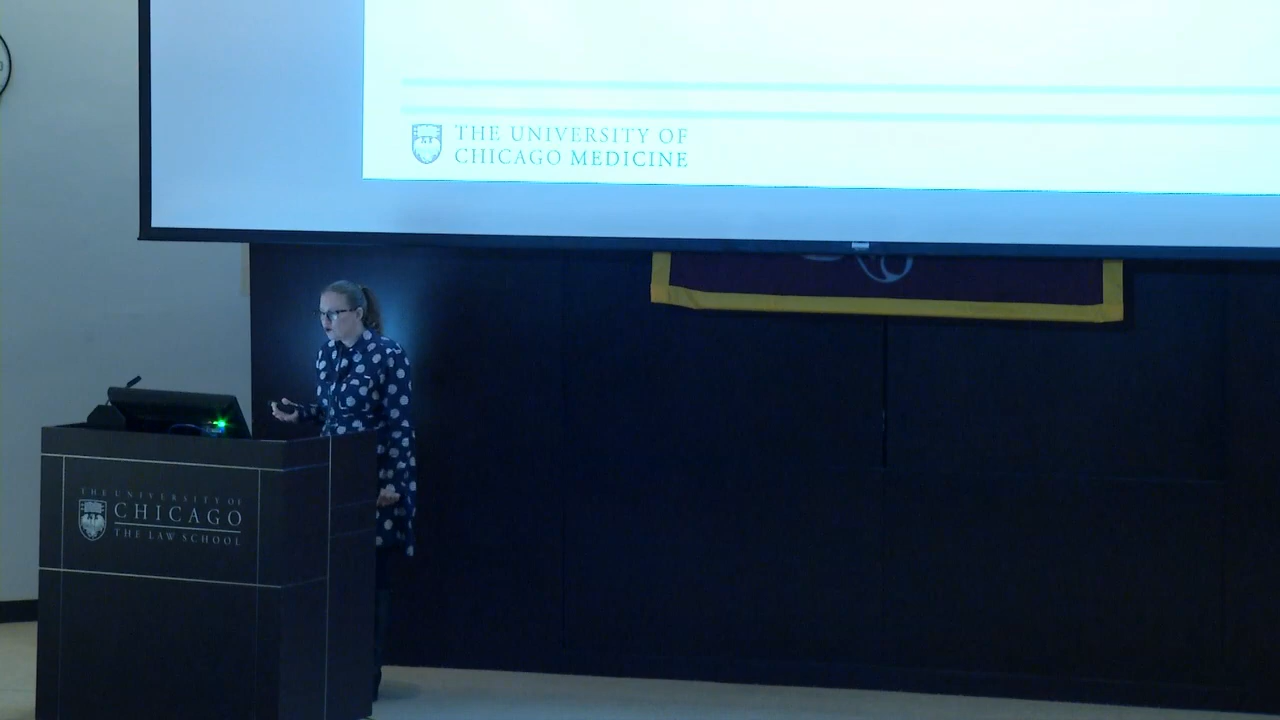 THE UNIVERSITY OF
CHICAGO MEDICINE
THE UNIVERSITY OF
CHICAGO
THE LAW SCHOOL